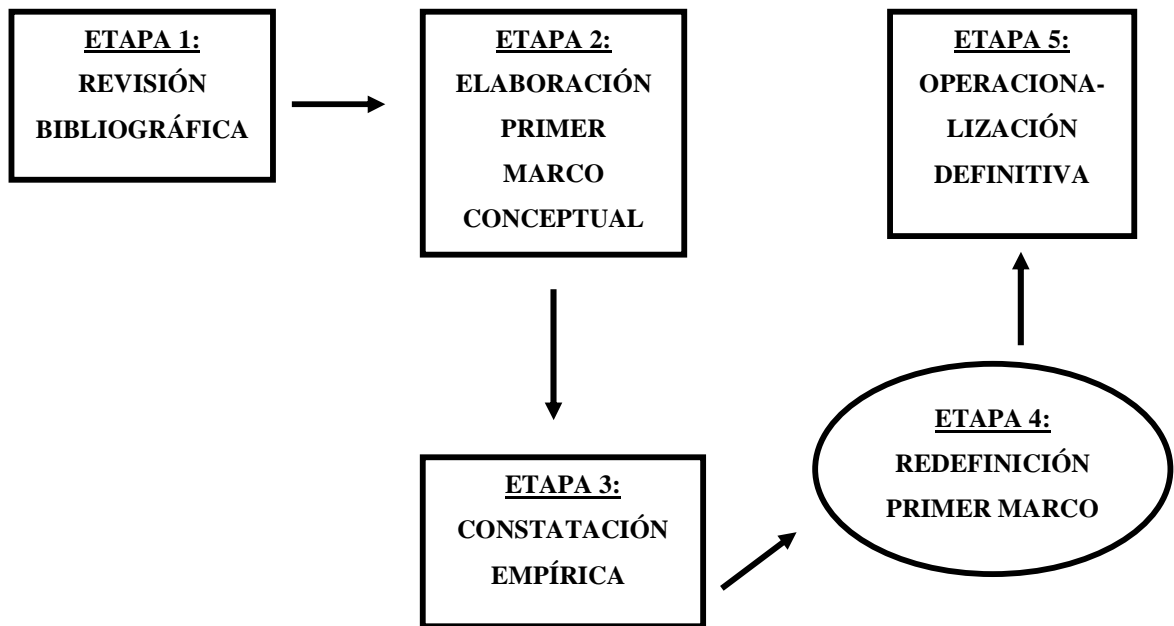 ETAPA 1:
REVISIÓN
BIBLIOGRÁFICA
ETAPA 2:
ELABORACIÓN
PRIMER
MARCO
CONCEPTUAL
ETAPA 3:
CONSTATACIÓN
EMPÍRICA
ETAPA 4:
REDEFINICIÓN
PRIMER MARCO
ETAPA 5:
OPERACIONA-
LIZACIÓN
DEFINITIVA